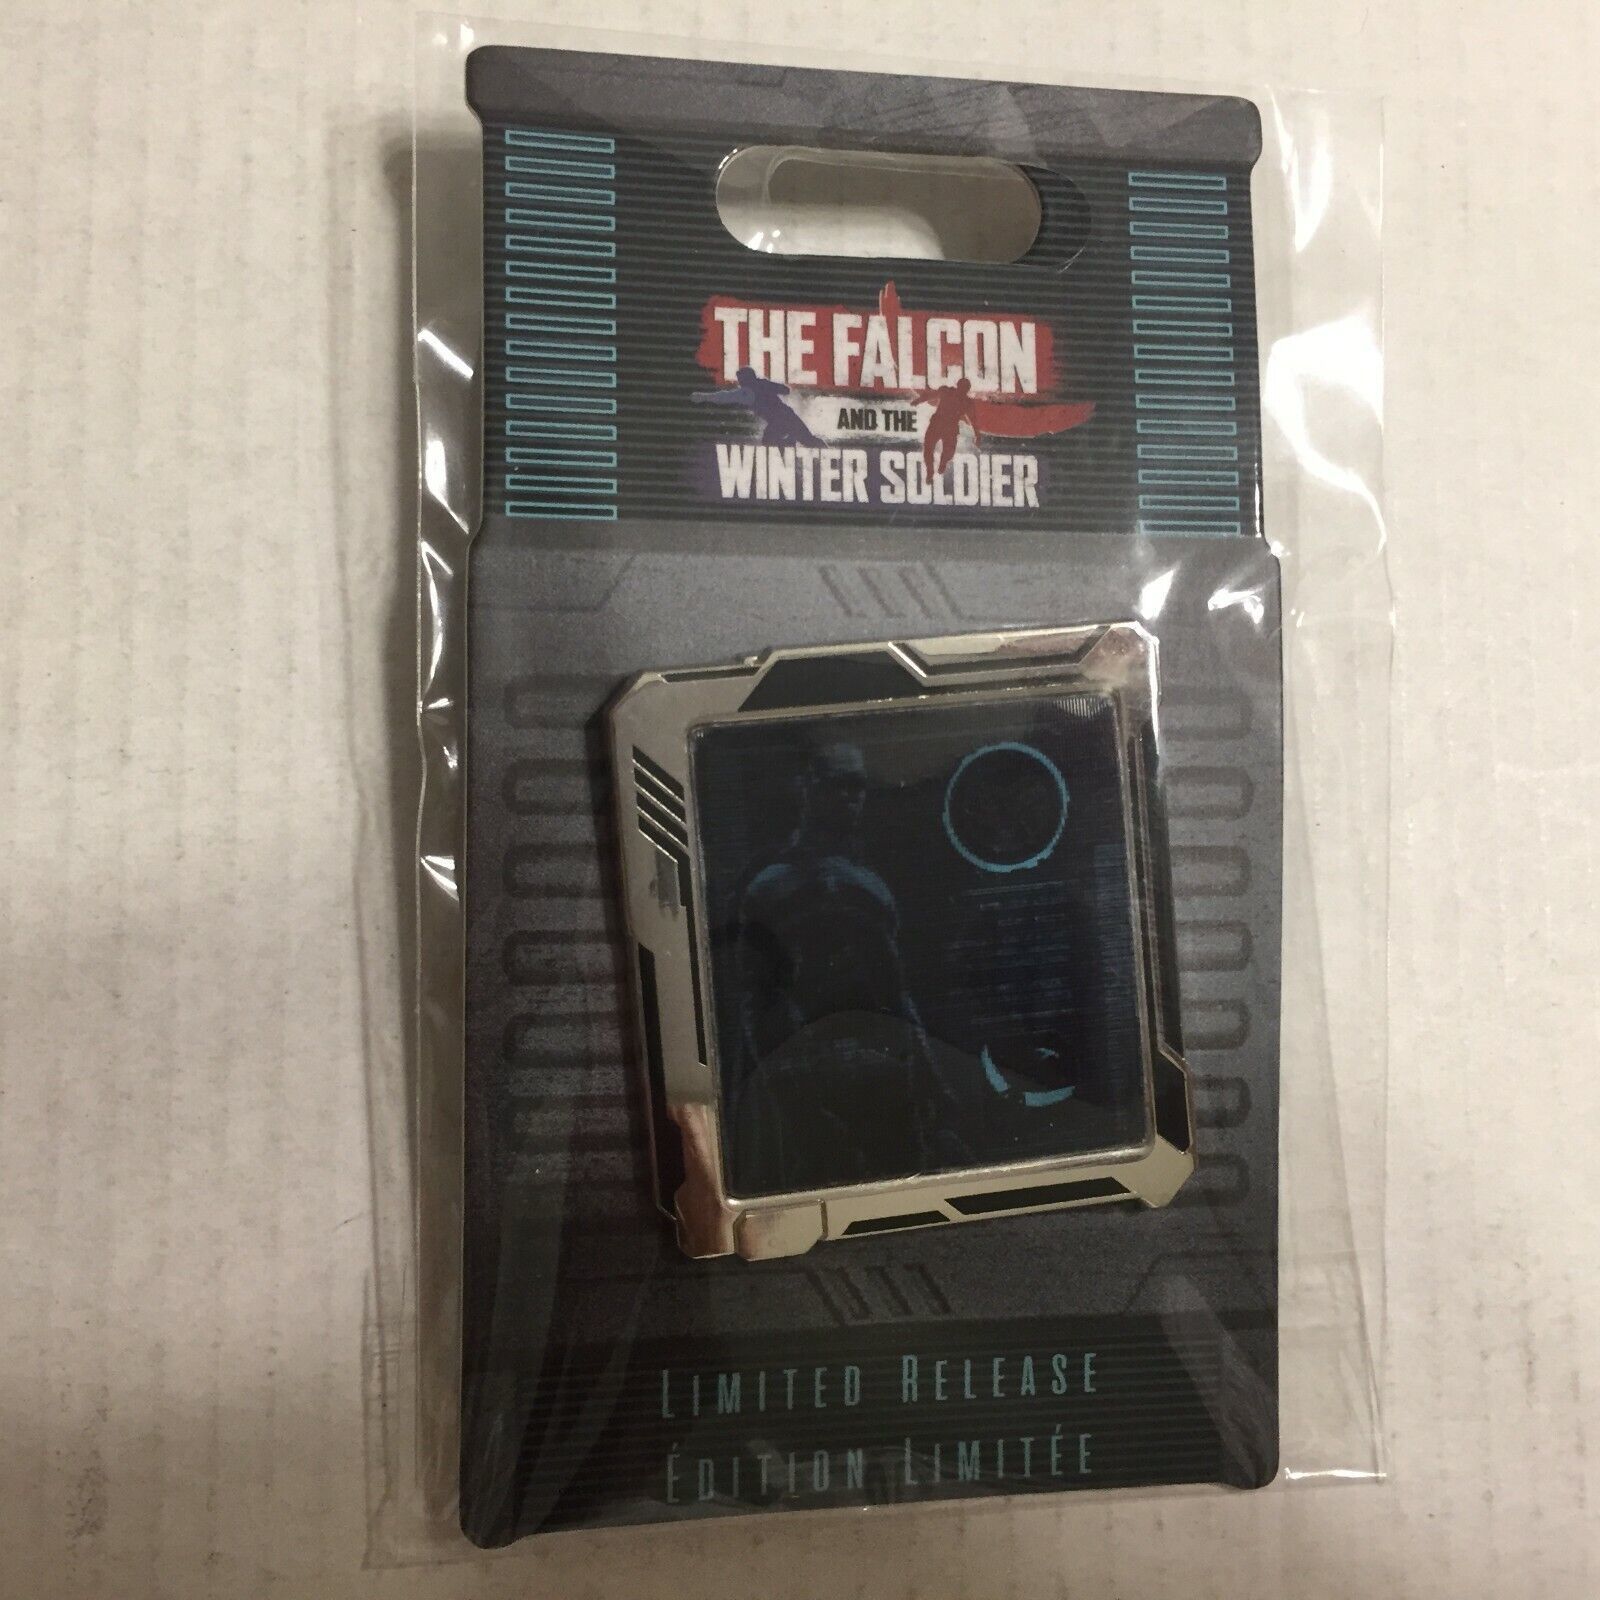 THE FALCON
AND THE
WINTER SOLDIER
LIMITED RELEASE
ÉDITION LIMITÉE